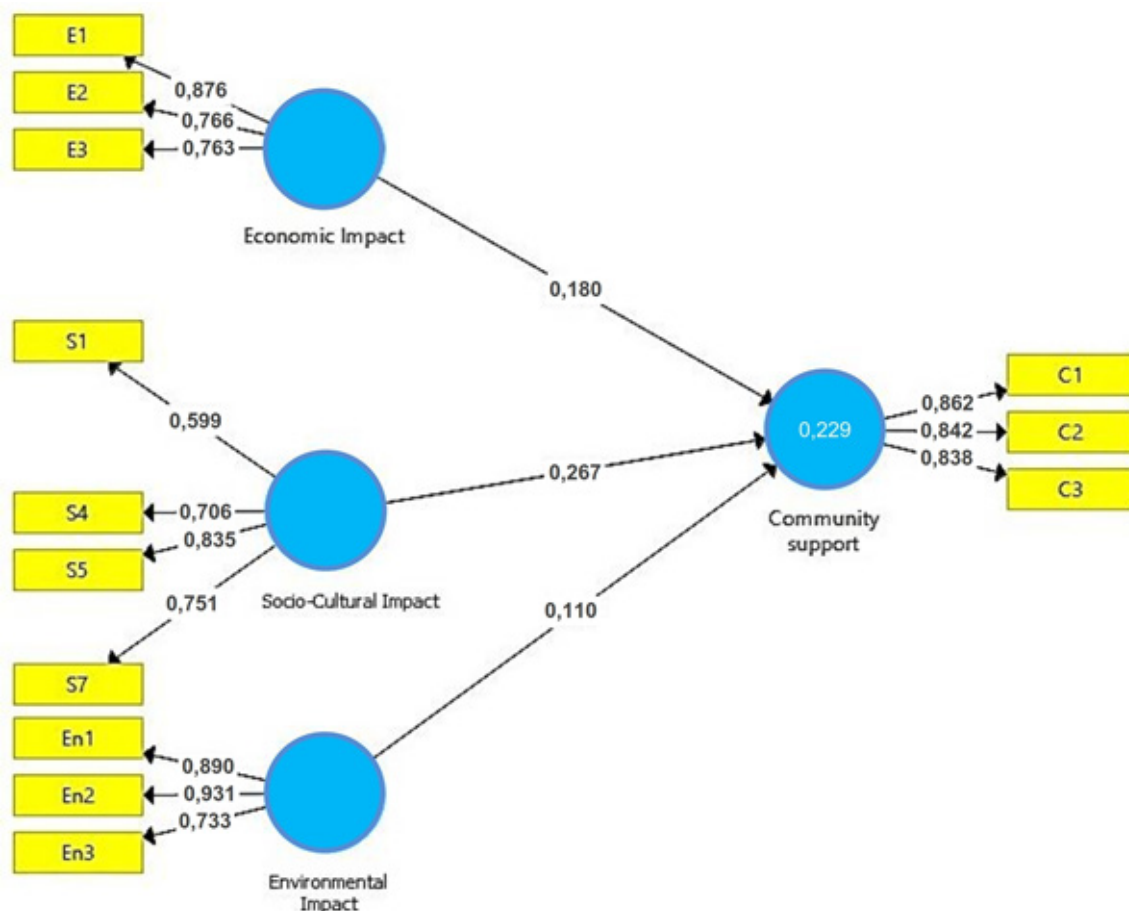 E1
0,876
E2
0,766
E3
0,763
Economic Impact
0,180
S1
0,599
S4
0,706
S5
0,835
0,751
Socio-Cultural Impact
S7
0,267
0,229
Community
support
0,862
C1
0,842
C2
0,838
C3
0,110
En1
0,890
En2
0,931
En3
0,733
Environmental
Impact